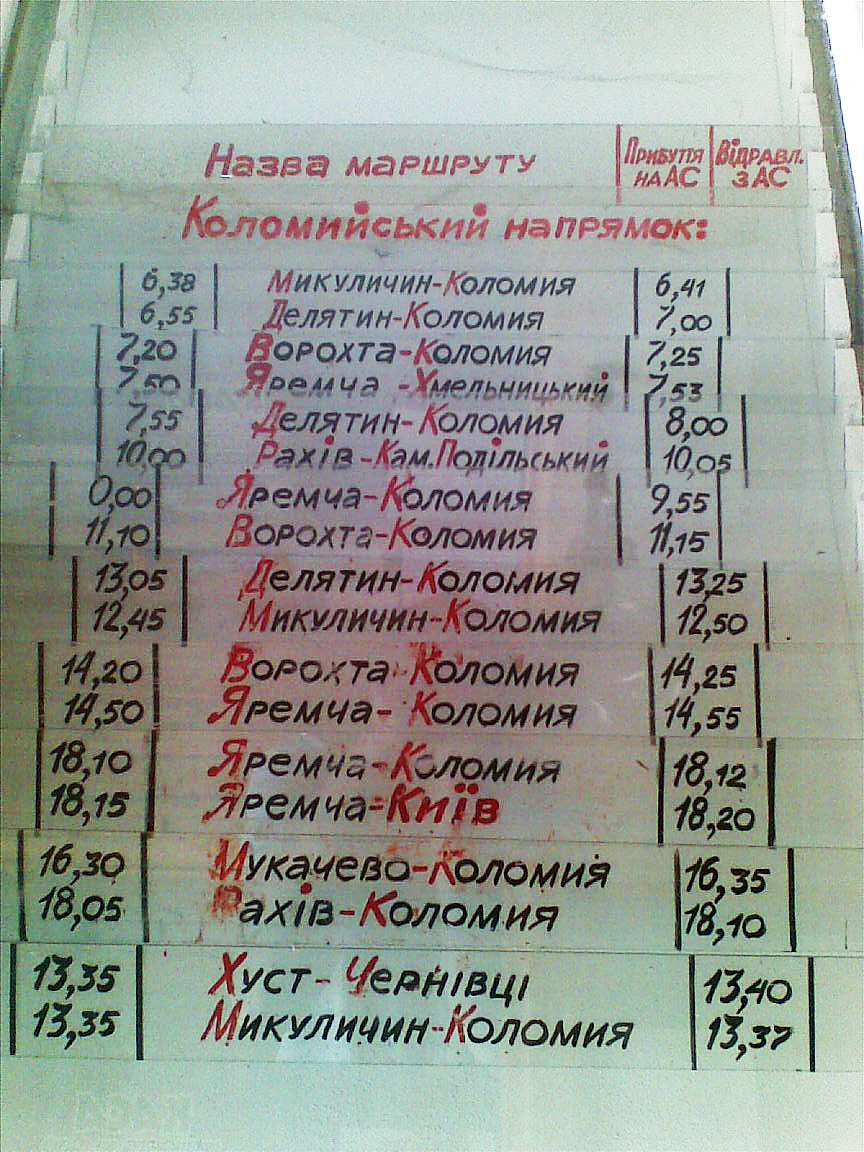 Назва маршруту Прибуття на АС Відравл. з АС
Коломийський напрямок:
6,38 Микуличин-Коломия 6,41
6,55 Делятин-Коломия 7,00
7,20 Ворохта-Коломия 7,25
7,50 Яремча -Хмельницький 7,53
7,55 Делятин-Коломия 8,00
10,00 Рахів-Кам.Подільський 10,05
0,00 Яремча-Коломия 9,55
11,10 Ворохта-Коломия 11,15
13,05 Делятин-Коломия 13,25
12,45 Микуличин-Коломия 12,50
14,20 Ворохта-Коломия 14,25
14,50 Яремча-Коломия 14,55
18,10 Яремча-Коломия 18,12
18,15 Яремча-Київ 18,20
16,30 Мукачево-Коломия 16,35
18,05 Рахів-Коломия 18,10
13,35 Хуст-Чернівці 13,40
13,35 Микуличин-Коломия 13,37